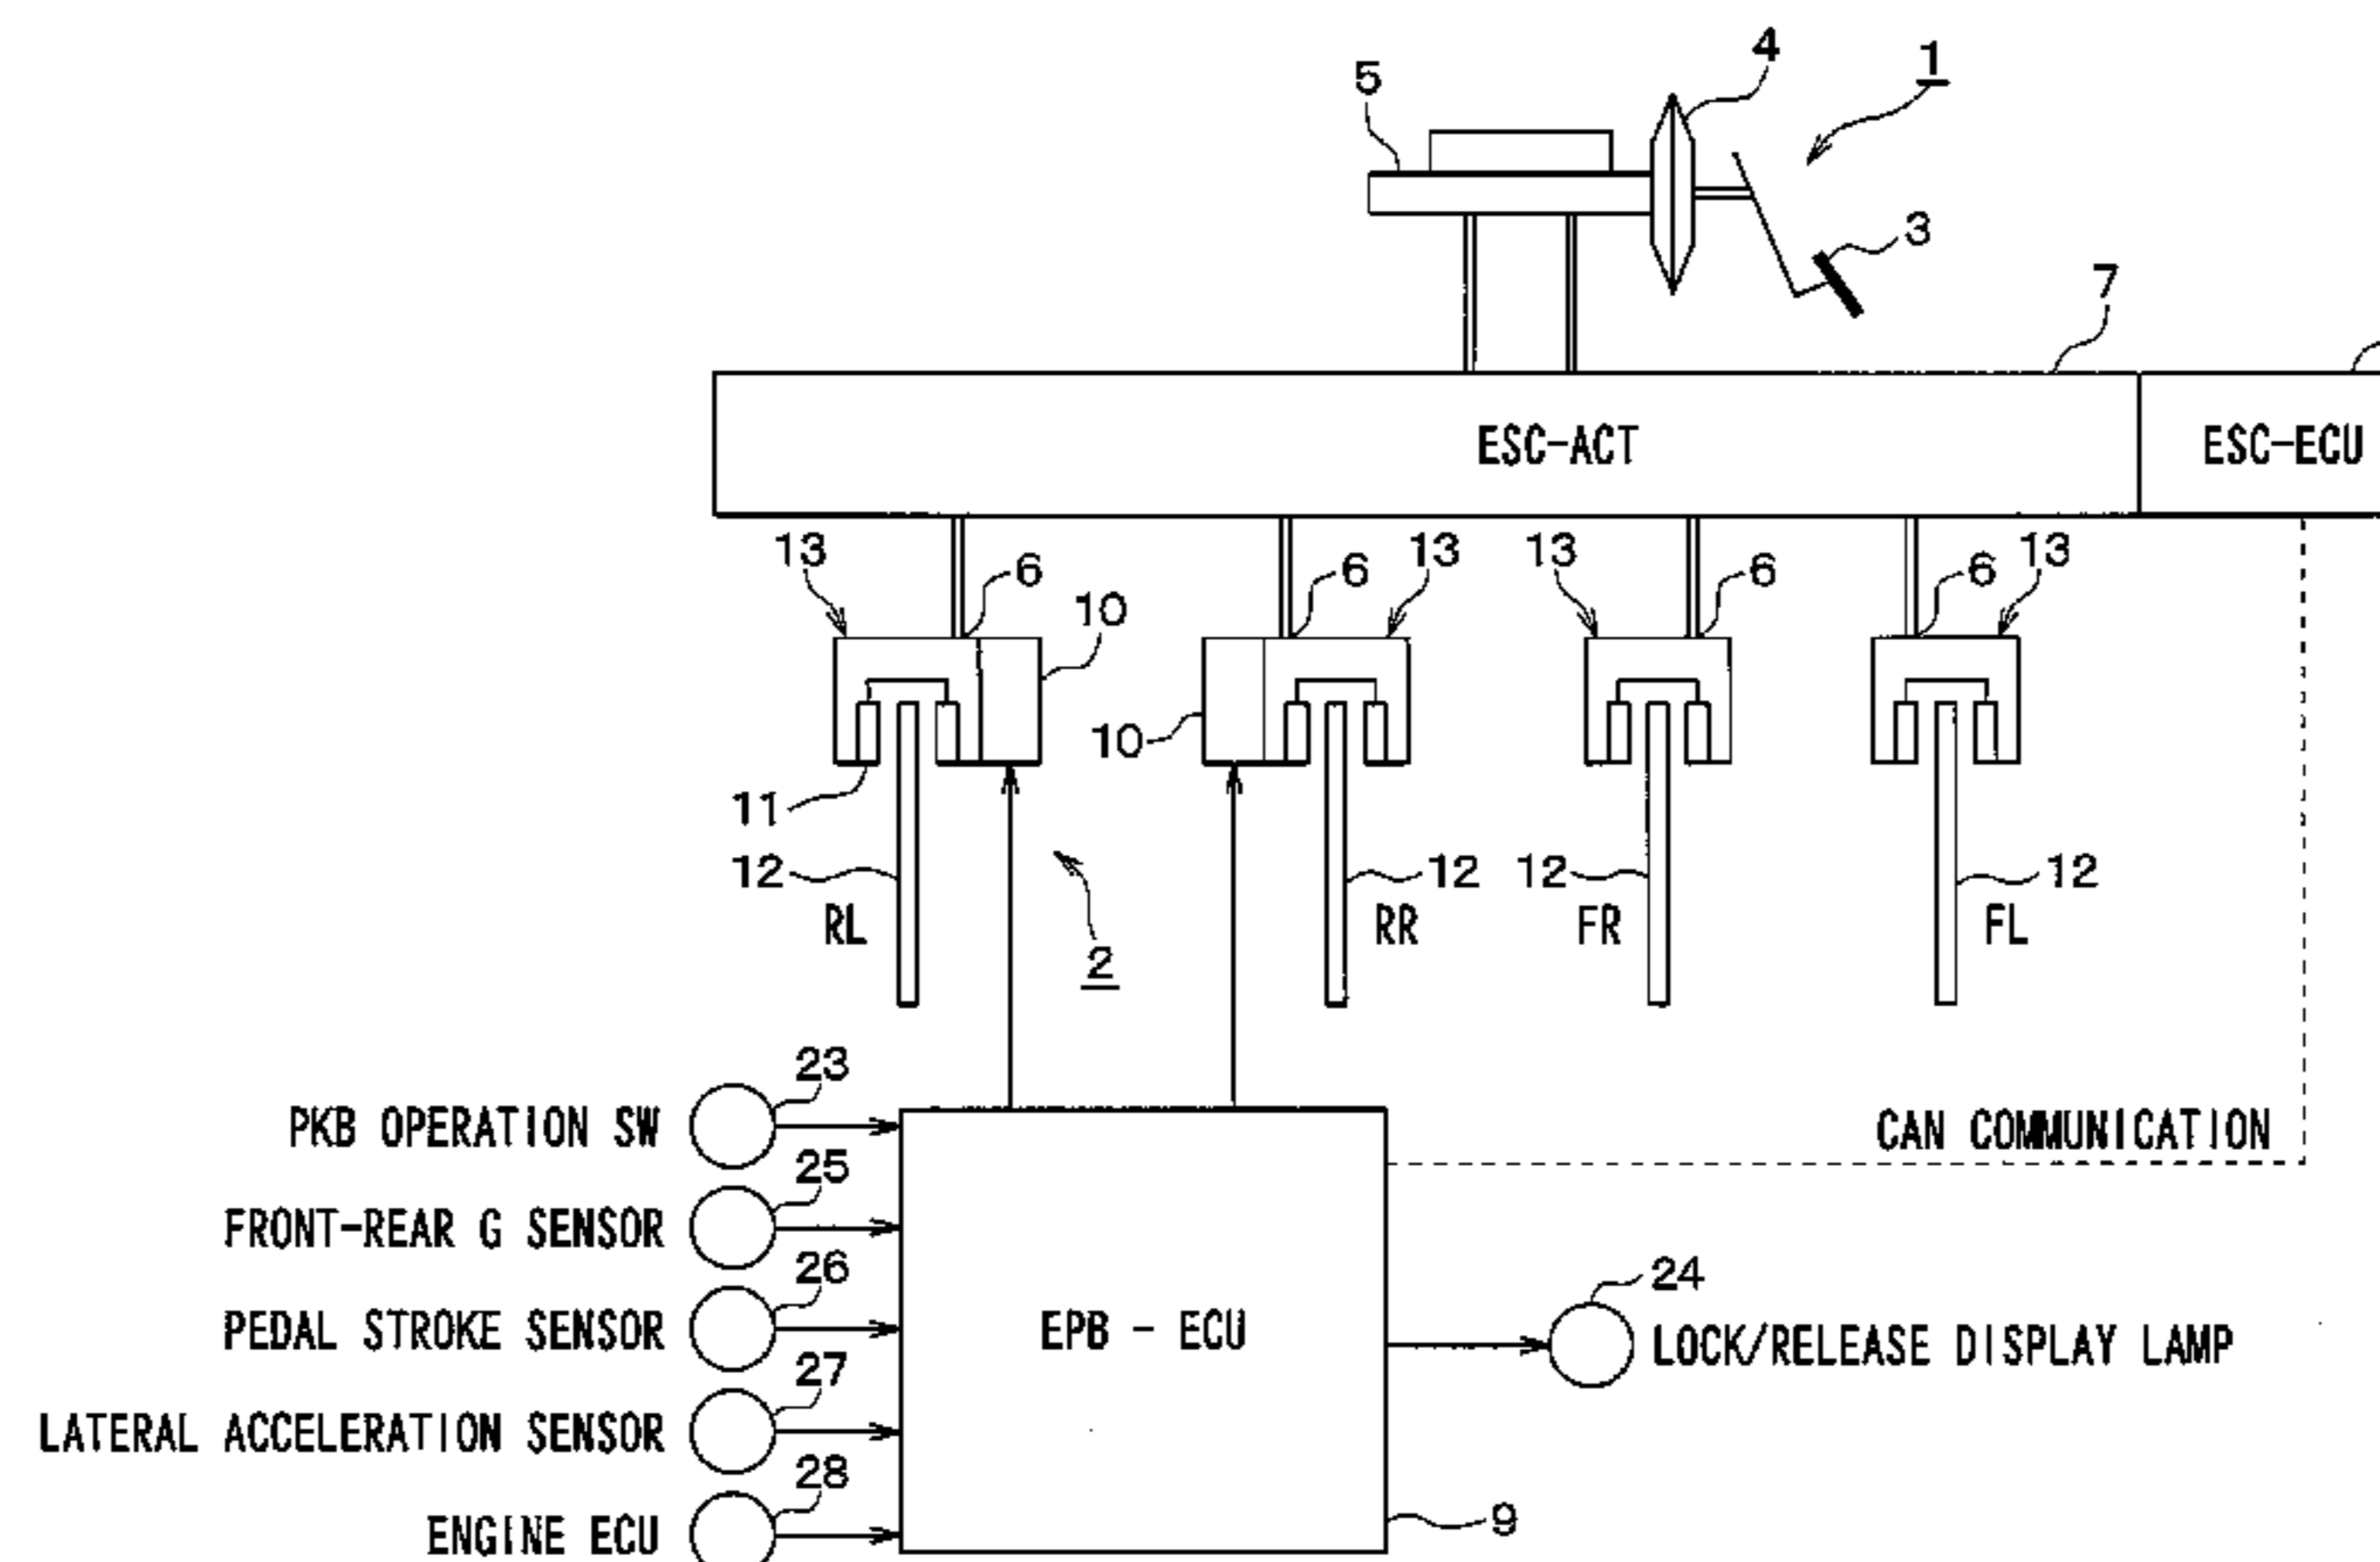 4
1
5
3
7
ESC-ACT
ESC-ECU
13
6
10
6
13
13
6
6
13
10
11
12
12
12
12
RL
RR
FR
FL
2
23
PKB OPERATION SW
CAN COMMUNICATION
25
FRONT-REAR G SENSOR
26
24
PEDAL STROKE SENSOR
EPB - ECU
LOCK/RELEASE DISPLAY LAMP
27
LATERAL ACCELERATION SENSOR
28
9
ENGINE ECU